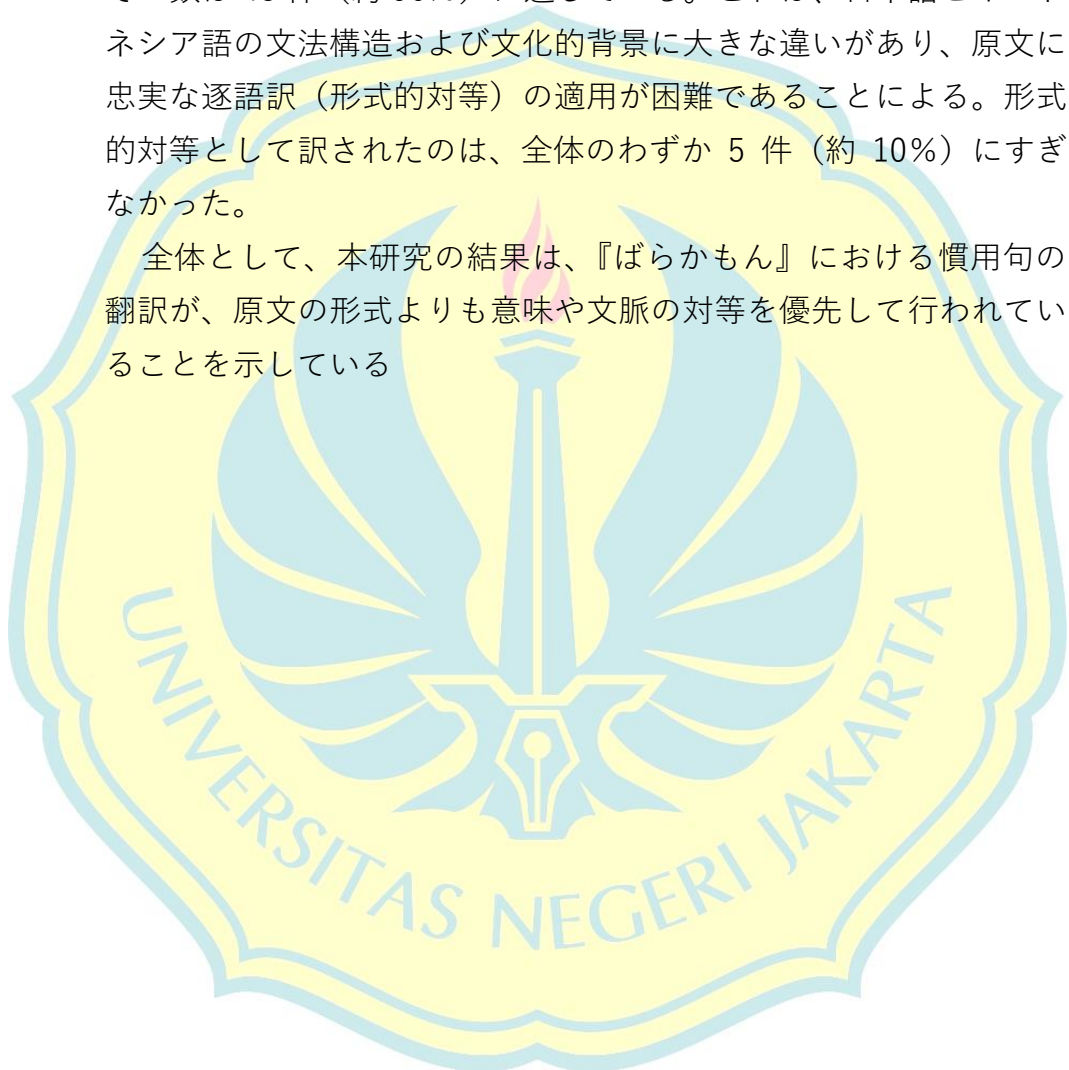 ネシア語の文法構造および文化的背景に大きな違いがあり、原文に
忠実な逐語訳（形式的対等）の適用が困難であることによる。形式
的対等として訳されたのは、全体のわずか 5 件（約 10%）にすぎ
なかった。
全体として、本研究の結果は、『ばらかもん』における慣用句の
翻訳が、原文の形式よりも意味や文脈の対等を優先して行われてい
ることを示している
UNIVERSITAS NEGERI JAKARTA